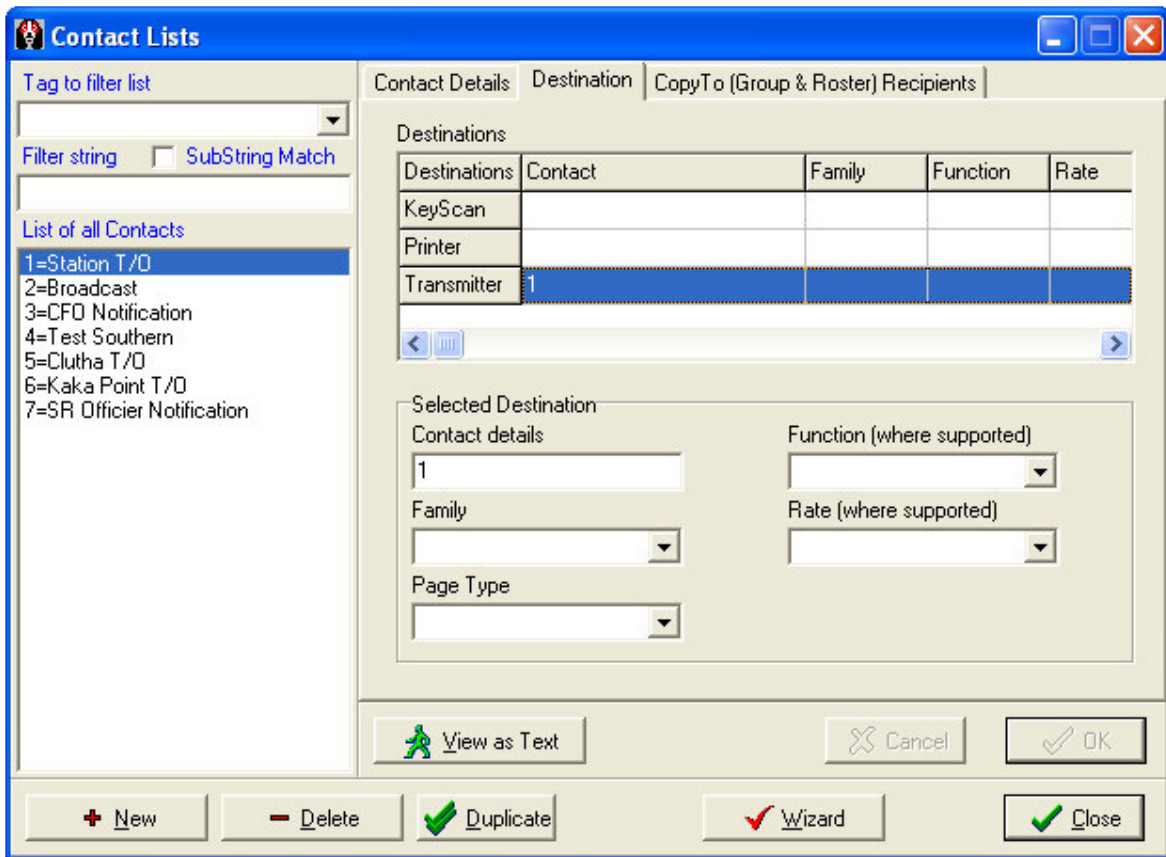 Contact Lists
Tag to filter list
Filter string SubString Match
List of all Contacts
1=Station T/O
2=Broadcast
3=CFO Notification
4=Test Southern
5=Clutha T/O
6=Kaka Point T/O
7=SR Officier Notification
Contact Details Destination CopyTo (Group & Roster) Recipients
Destinations
Destinations Contact Family Function Rate
KeyScan
Printer
Transmitter 1
Selected Destination
Contact details Function (where supported)
1
Family Rate (where supported)
Page Type
View as Text Cancel OK
New Delete Duplicate Wizard Close